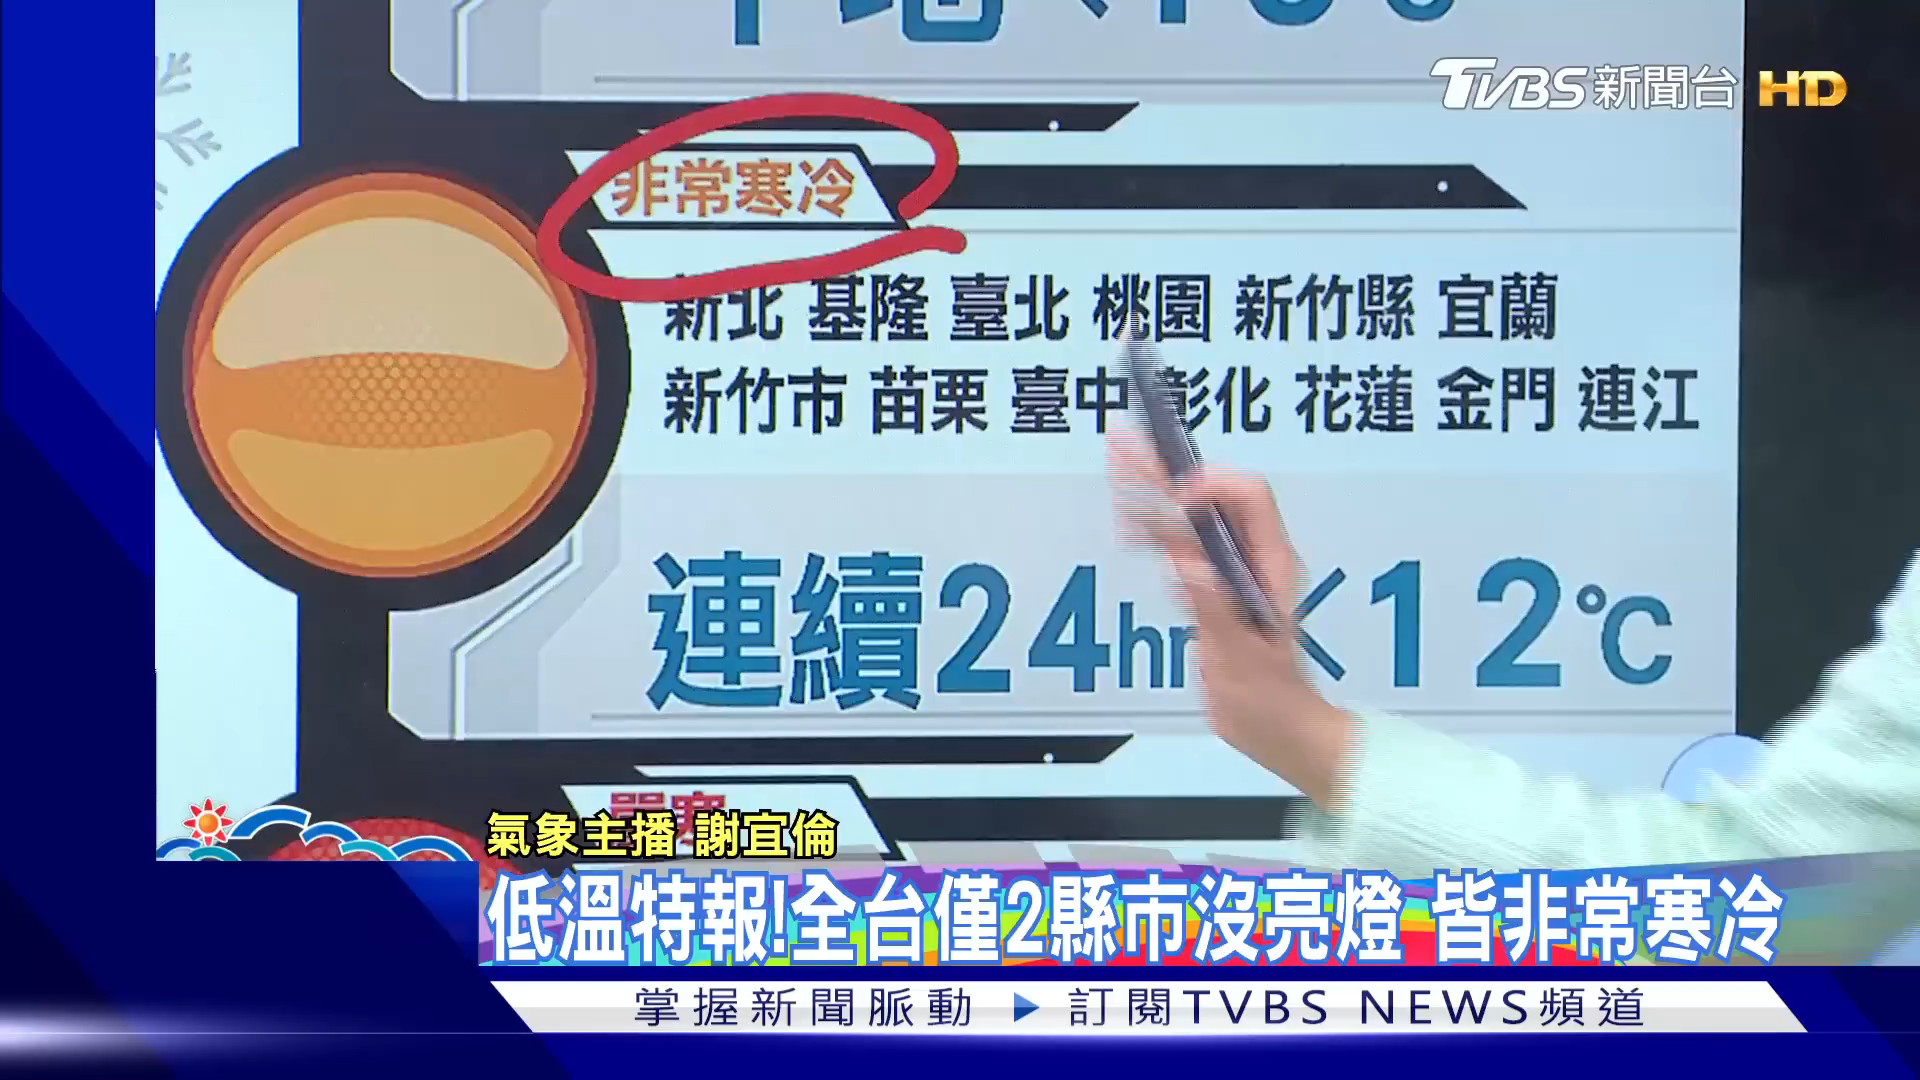 TVBS新聞台 HD
非常寒冷
新北 基隆 臺北 桃園 新竹縣 宜蘭
新竹市 苗栗 臺中 彰化 花蓮 金門 連江
連續24hr<12℃
氣象主播 謝宜倫
低溫特報!全台僅2縣市沒亮燈 皆非常寒冷
掌握新聞脈動 ▶ 訂閱TVBS NEWS頻道